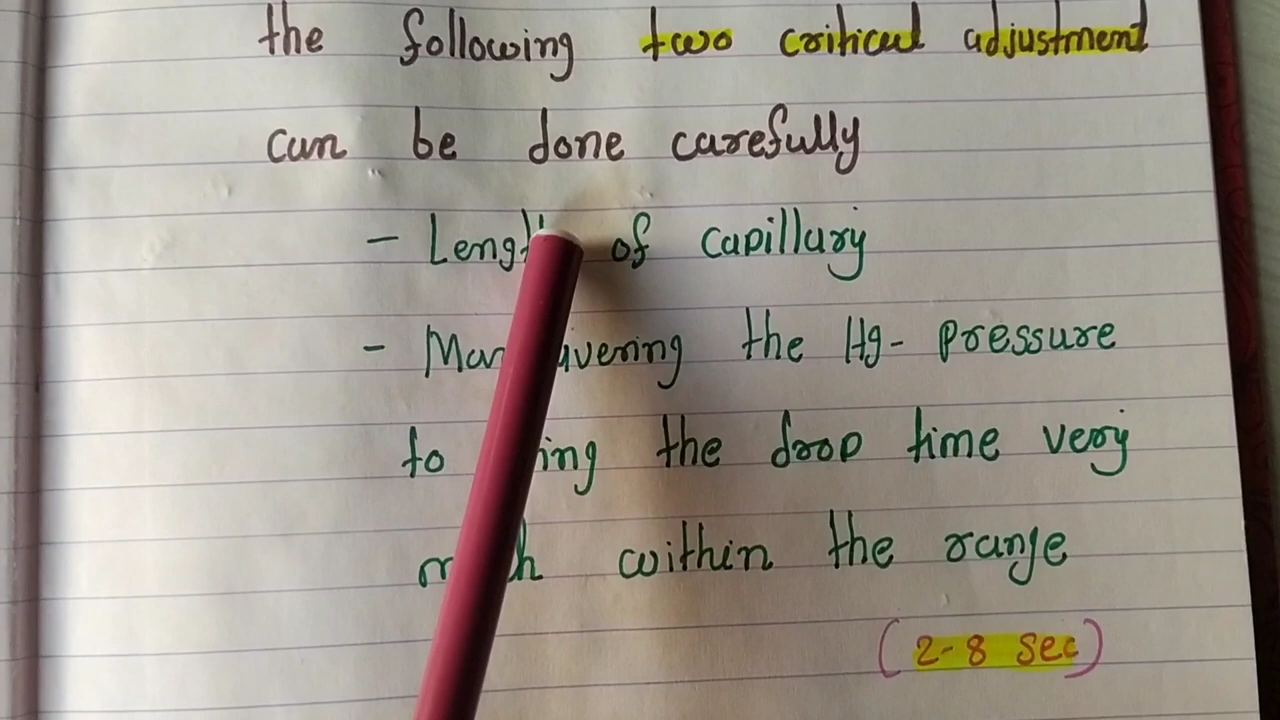 the following two critical adjustment
can be done carefully
- Length of capillary
- the Hg- pressure
to the drop time very
within the range
(2-8 Sec)